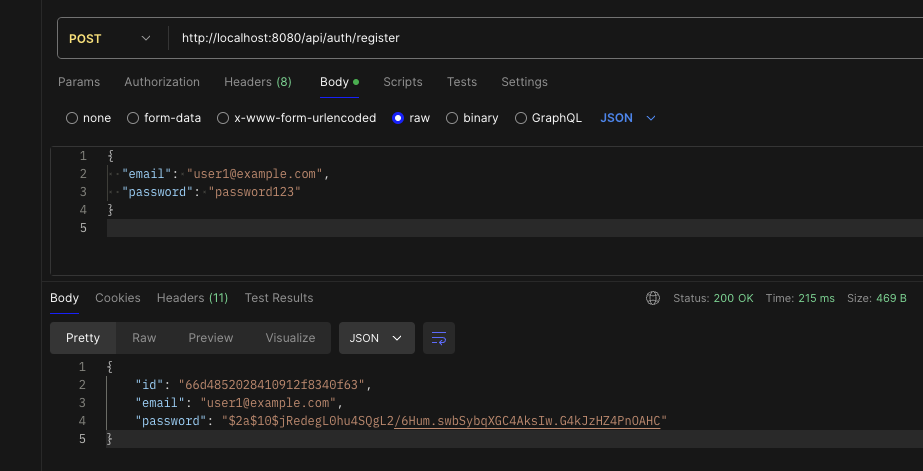 POST http://localhost:8080/api/auth/register
Params Authorization Headers (8) Body Scripts Tests Settings
none form-data x-www-form-urlencoded raw binary GraphQL JSON
1 {
2 "email": "user1@example.com",
3 "password": "password123"
4 }
5
Body Cookies Headers (11) Test Results Status: 200 OK Time: 215 ms Size: 469 B
Pretty Raw Preview Visualize JSON
1 {
2 "id": "66d4852028410912f8340f63",
3 "email": "user1@example.com",
4 "password": "$2a$10$jRedegL0hu4SQgL2/6Hum.swbSybqXGC4AksIw.G4kJzHZ4PnOAHC"
5 }